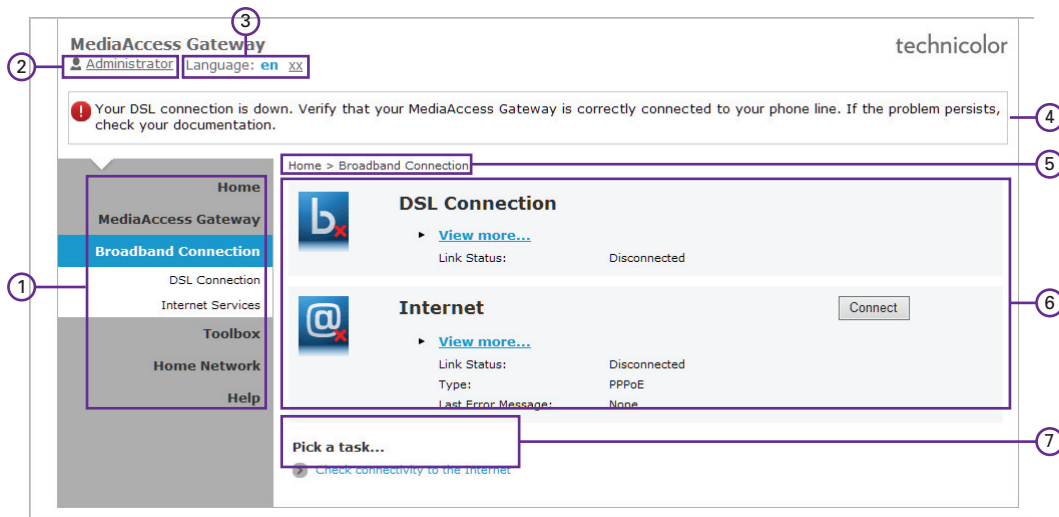 3
MediaAccess Gateway
technicolor
2
Administrator Language: en xx
Your DSL connection is down. Verify that your MediaAccess Gateway is correctly connected to your phone line. If the problem persists,
check your documentation.
4
Home > Broadband Connection
5
Home
MediaAccess Gateway
Broadband Connection
DSL Connection
Internet Services
Toolbox
Home Network
Help
1
DSL Connection
View more...
Link Status: Disconnected
Internet
Connect
6
View more...
Link Status: Disconnected
Type: PPPoE
Last Error Message: None
Pick a task...
7
Check connectivity to the Internet